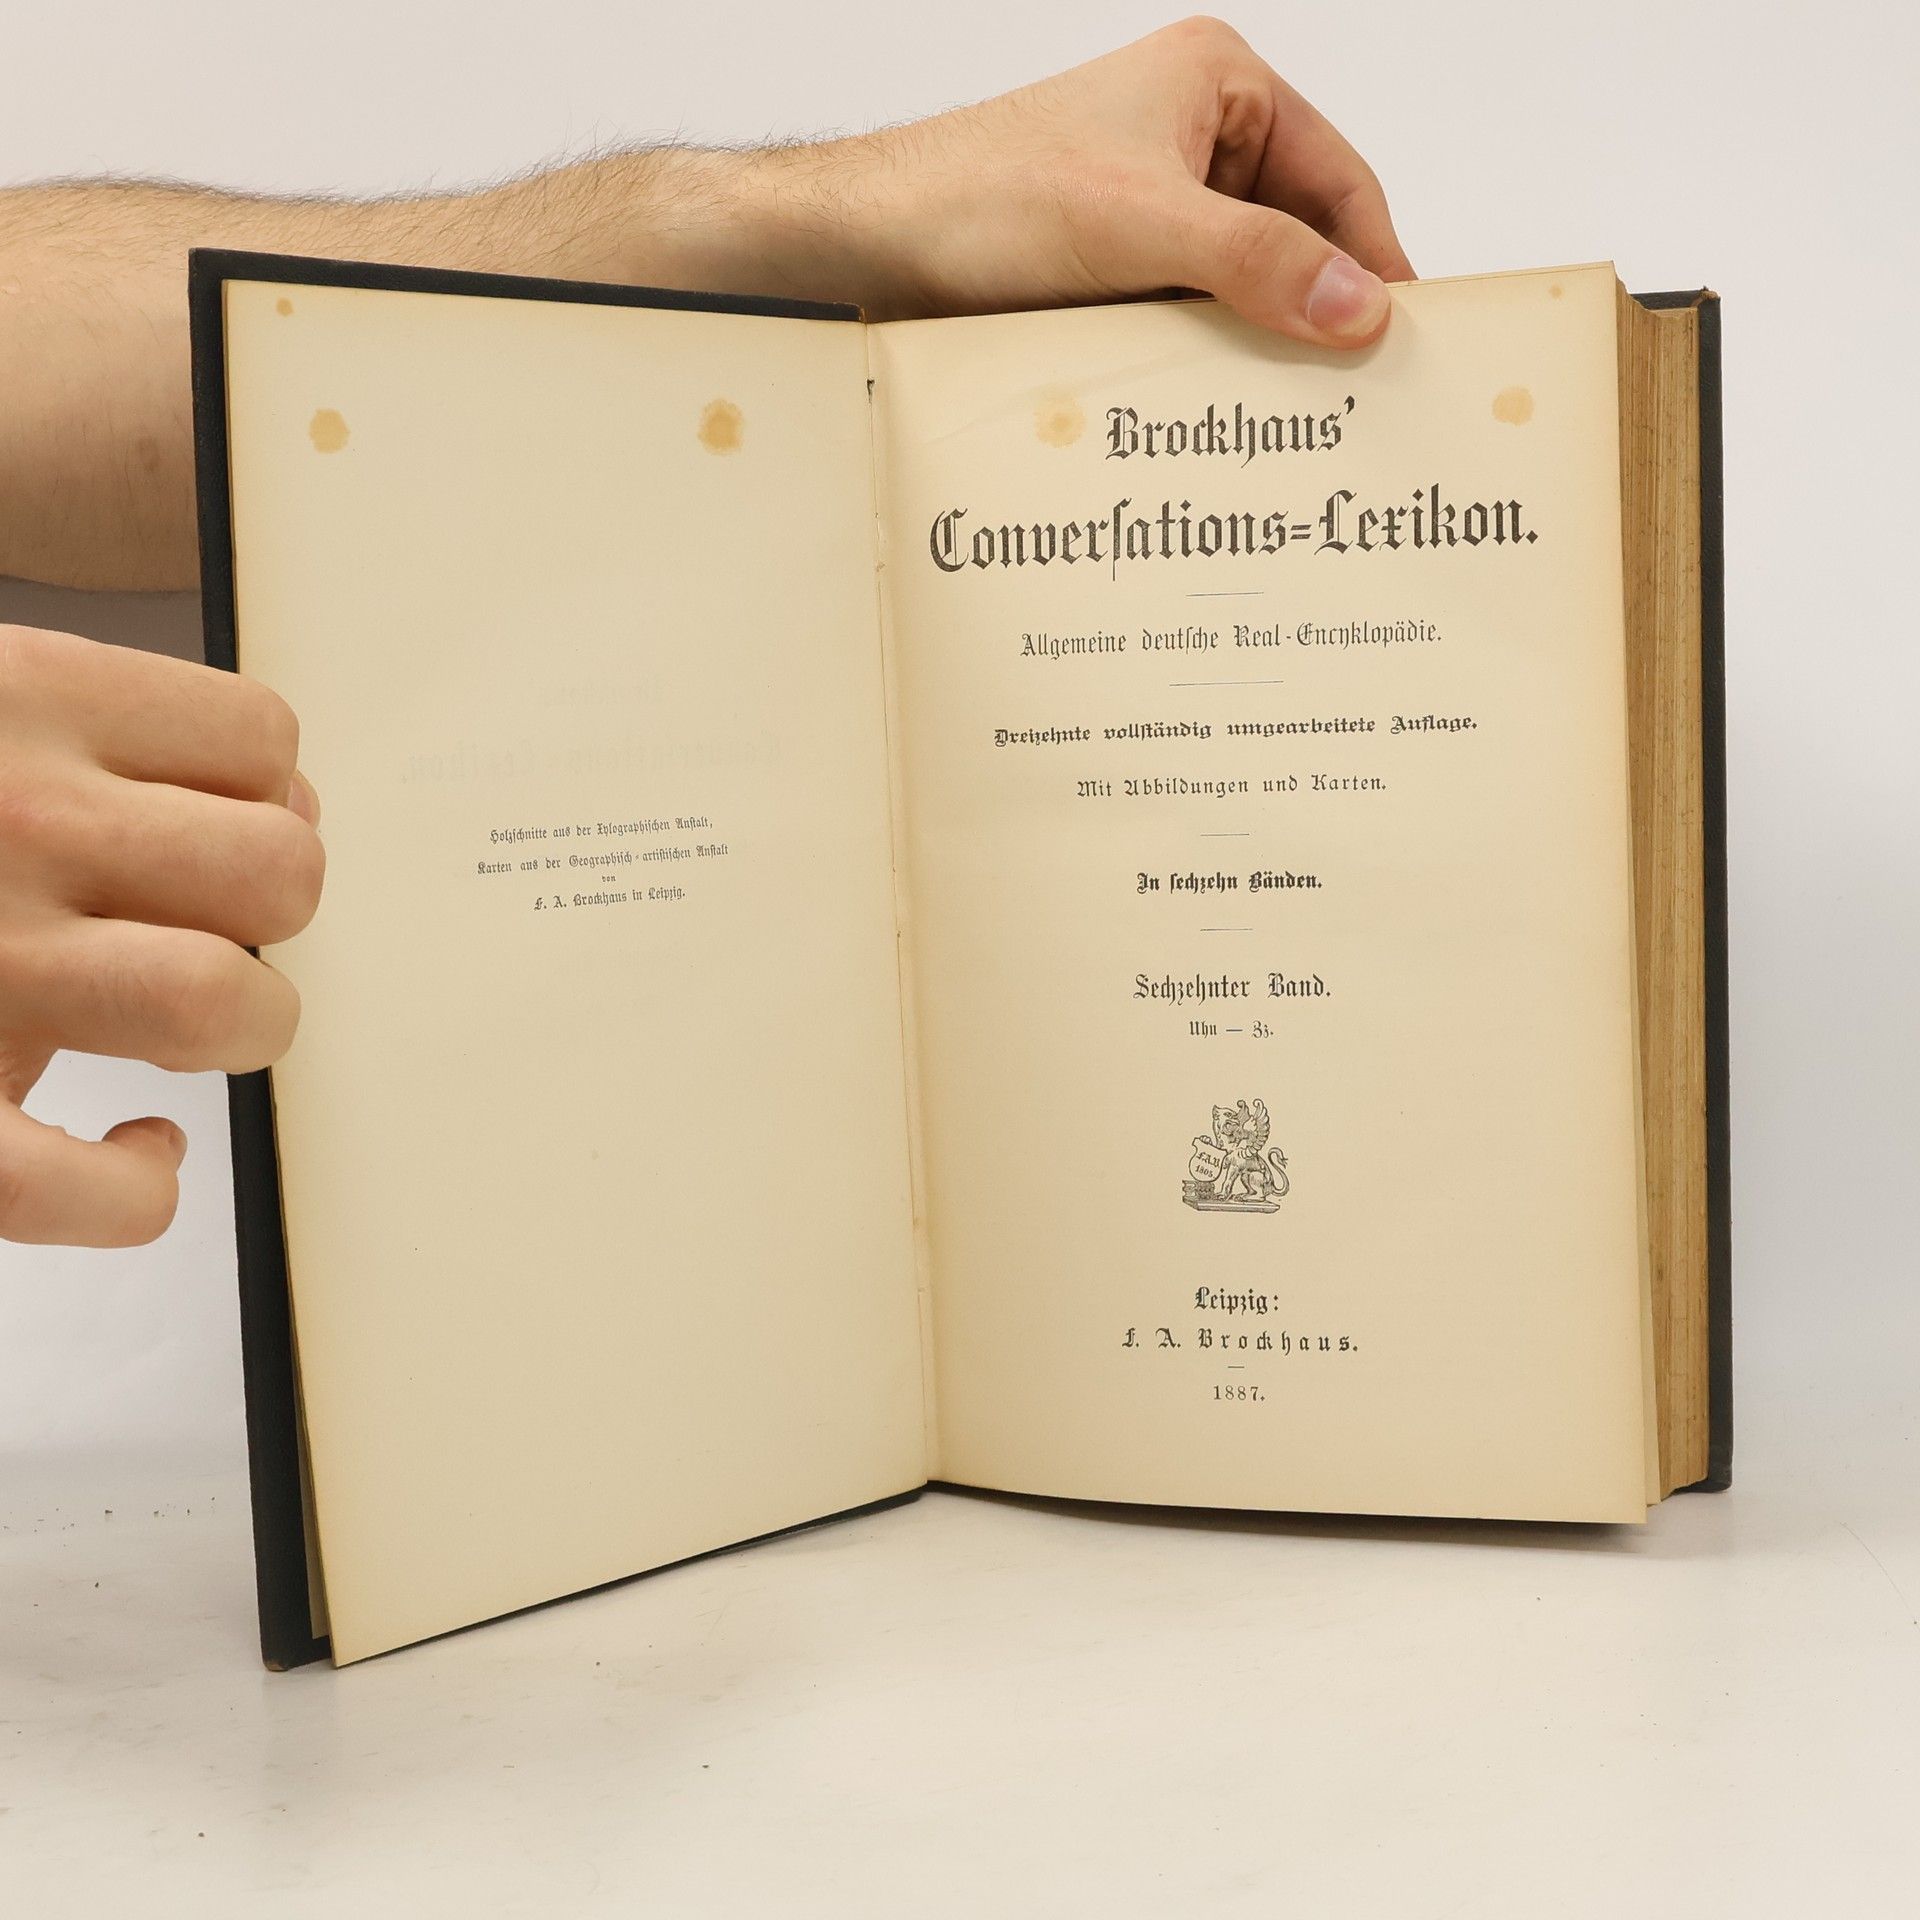 Holzschnitte aus der Xylographischen Anstalt,
Karten aus der Geographisch-artistischen Anstalt
von
F. A. Brockhaus in Leipzig.
Brockhaus’
Converſations=Lexikon.
Allgemeine deutſche Real-Encyklopädie.
Dreizehnte vollſtändig umgearbeitete Auflage.
Mit Abbildungen und Karten.
In ſechzehn Bänden.
Sechzehnter Band.
Uhu — Zz.
F.A.B.
1805.
Leipzig:
F. A. Brockhaus.
1887.